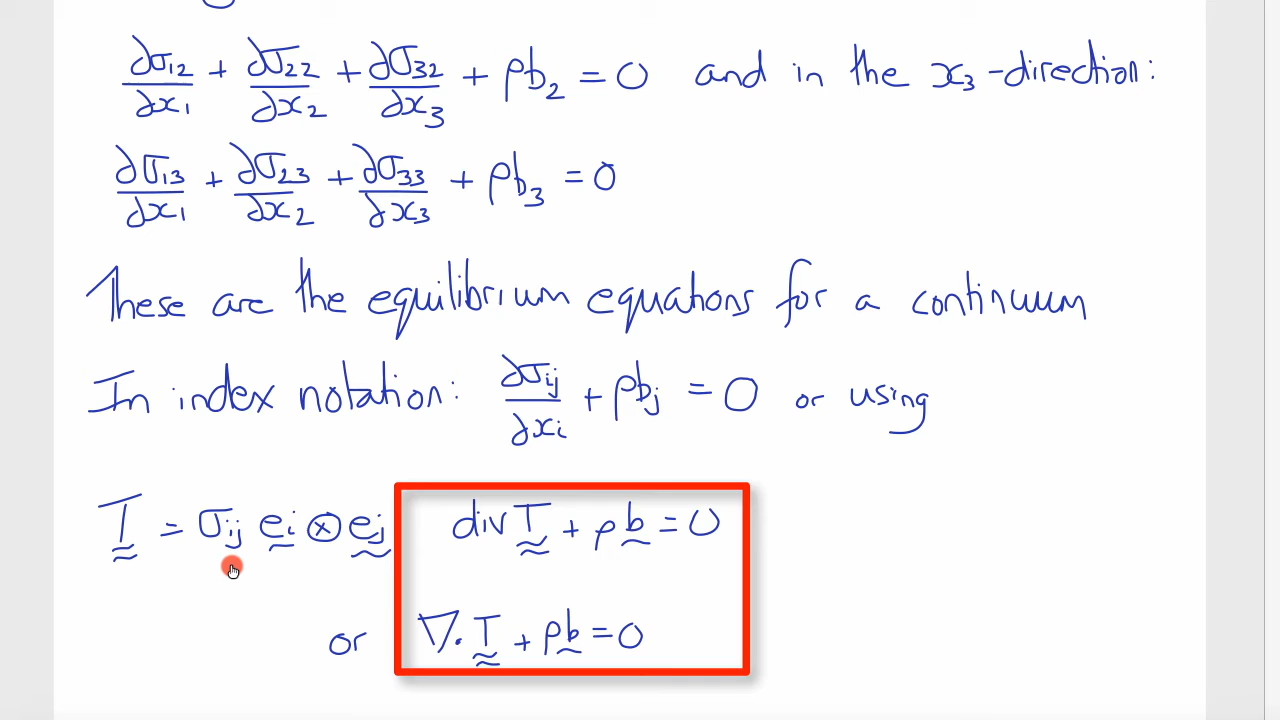 ∂σ12/∂x1 + ∂σ22/∂x2 + ∂σ32/∂x3 + ρb2 = 0 and in the x3-direction:
∂σ13/∂x1 + ∂σ23/∂x2 + ∂σ33/∂x3 + ρb3 = 0
These are the equilibrium equations for a continuum
In index notation: ∂σij/∂xi + ρbj = 0 or using
T = σij ei ⊗ ej div T + ρb = 0
or ∇. T + ρb = 0